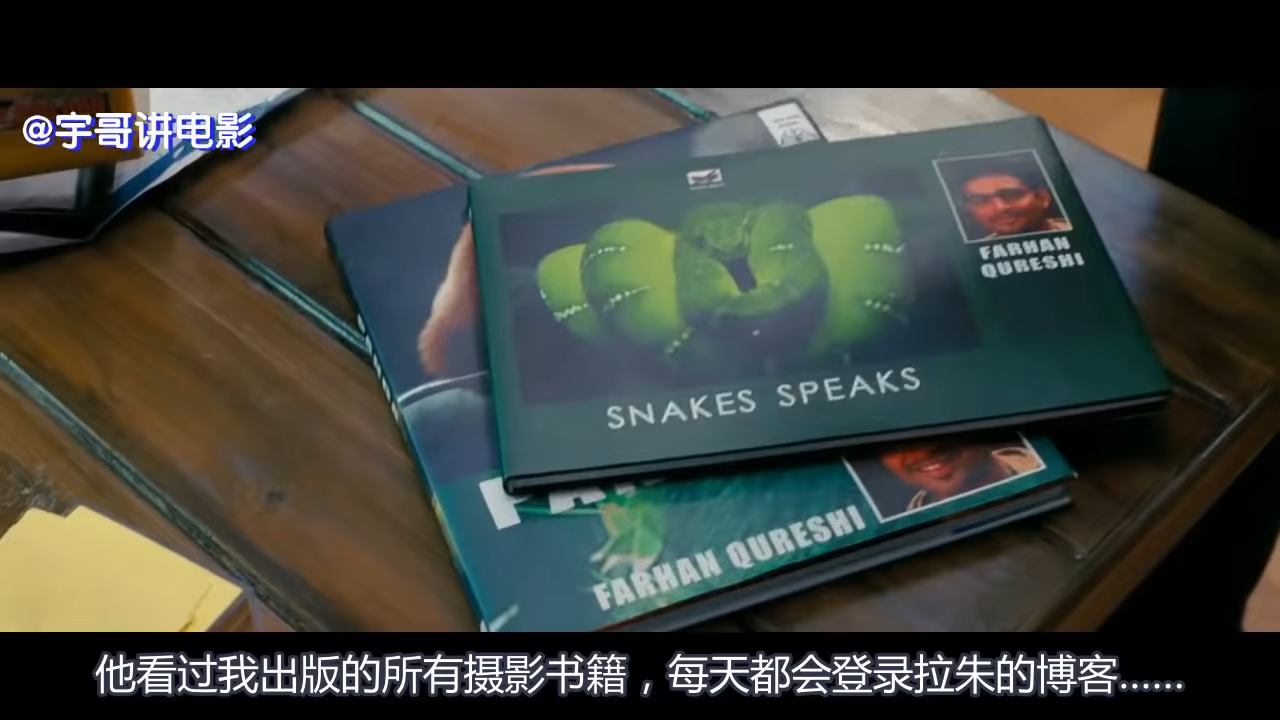 @宇哥讲电影
FARHAN
QURESHI
SNAKES SPEAKS
FARHAN QURESHI
他看过我出版的所有摄影书籍，每天都会登录拉朱的博客……